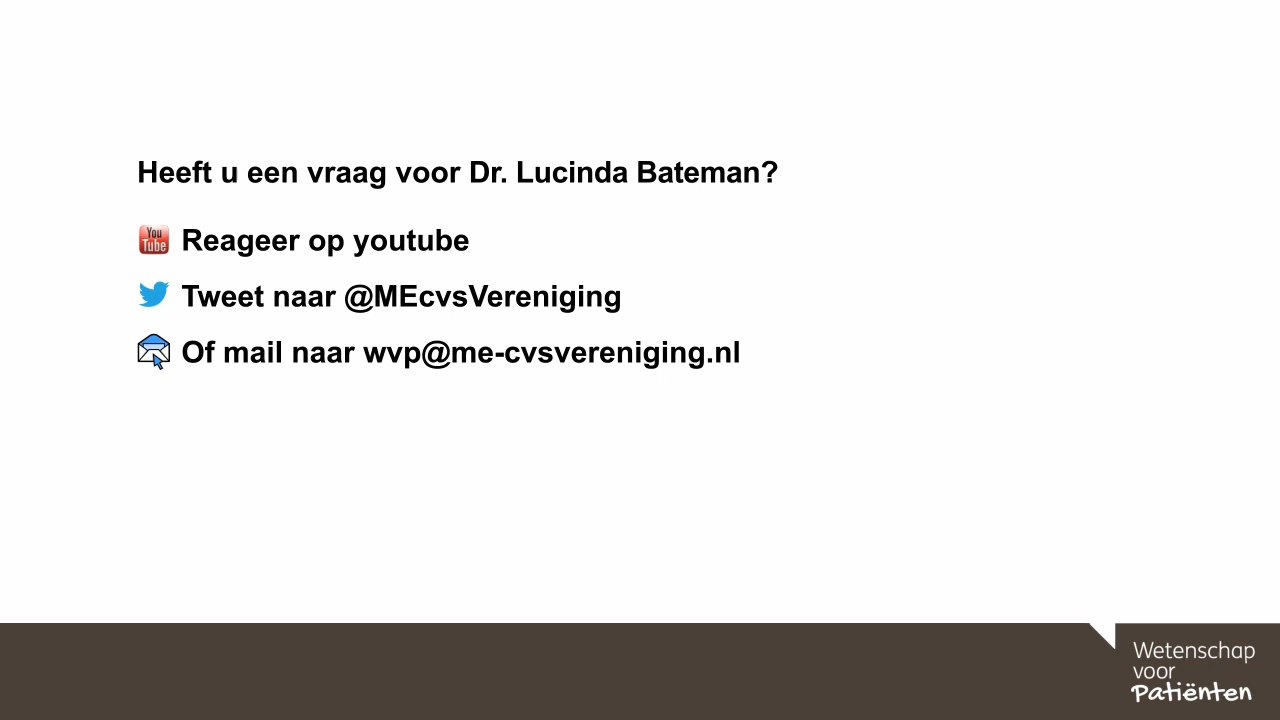 Heeft u een vraag voor Dr. Lucinda Bateman?
You
Tube
Reageer op youtube
Tweet naar @MEcvsVereniging
Of mail naar wvp@me-cvsvereniging.nl
Wetenschap
voor
Patiënten